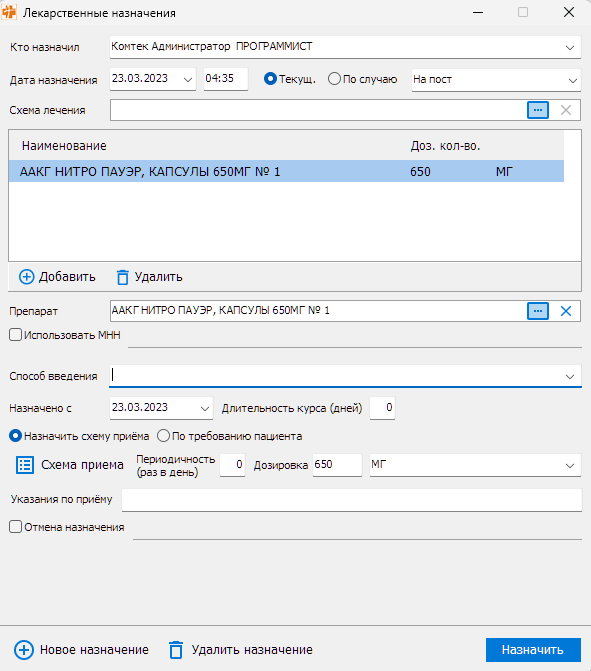 Лекарственные назначения
Кто назначил Комтек Администратор ПРОГРАММИСТ
Дата назначения 23.03.2023 04:35 Текущ. По случаю На пост
Схема лечения ...
Наименование Доз. кол-во.
ААКГ НИТРО ПАУЭР, КАПСУЛЫ 650МГ № 1 650 МГ
Добавить Удалить
Препарат ААКГ НИТРО ПАУЭР, КАПСУЛЫ 650МГ № 1 ...
Использовать МНН
Способ введения
Назначено с 23.03.2023 Длительность курса (дней) 0
Назначить схему приёма По требованию пациента
Схема приема Периодичность (раз в день) 0 Дозировка 650 МГ
Указания по приёму
Отмена назначения
Новое назначение Удалить назначение Назначить